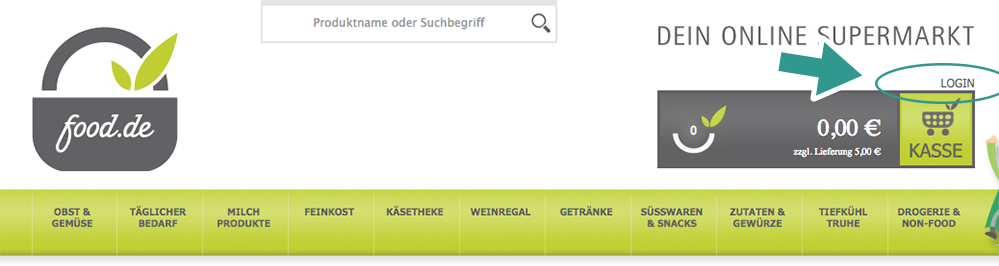 Produktname oder Suchbegriff
DEIN ONLINE SUPERMARKT
LOGIN
food.de
0
0,00 €
zzgl. Lieferung 5,00 €
KASSE
OBST &
GEMÜSE
TÄGLICHER
BEDARF
MILCH
PRODUKTE
FEINKOST
KÄSETHEKE
WEINREGAL
GETRÄNKE
SÜSSWAREN
& SNACKS
ZUTATEN &
GEWÜRZE
TIEFKÜHL
TRUHE
DROGERIE &
NON-FOOD